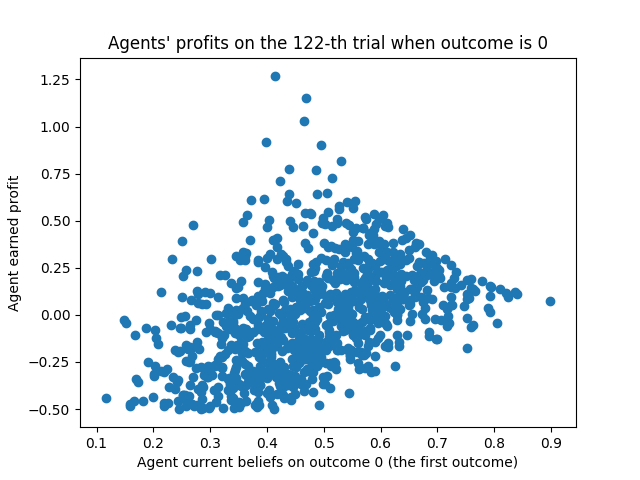 Agents' profits on the 122-th trial when outcome is 0
1.25
1.00
0.75
0.50
0.25
0.00
−0.25
−0.50
Agent earned profit
0.1 0.2 0.3 0.4 0.5 0.6 0.7 0.8 0.9
Agent current beliefs on outcome 0 (the first outcome)